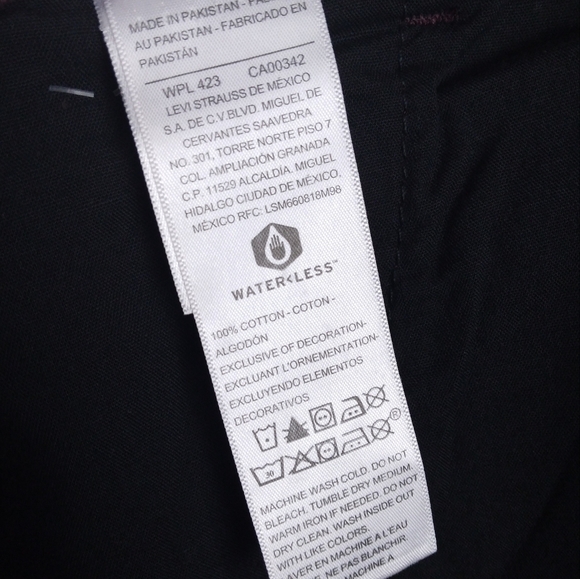 MADE IN PAKISTAN - FA
AU PAKISTAN - FABRICADO EN
PAKISTÁN
WPL 423 CA00342
LEVI STRAUSS DE MÉXICO
S.A. DE C.V.BLVD. MIGUEL DE
CERVANTES SAAVEDRA
NO. 301, TORRE NORTE PISO 7
COL. AMPLIACIÓN GRANADA
C.P. 11529 ALCALDÍA. MIGUEL
HIDALGO CIUDAD DE MÉXICO.
MÉXICO RFC: LSM660818M98
WATER<LESS™
100% COTTON - COTON -
ALGODÓN
EXCLUSIVE OF DECORATION-
EXCLUANT L'ORNEMENTATION-
EXCLUYENDO ELEMENTOS
DECORATIVOS
®
30
MACHINE WASH COLD. DO NOT
BLEACH. TUMBLE DRY MEDIUM.
WARM IRON IF NEEDED. DO NOT
DRY CLEAN. WASH INSIDE OUT
WITH LIKE COLORS.
LAVER EN MACHINE A L'EAU
E. NE PAS BLANCHIR
MACHINE A